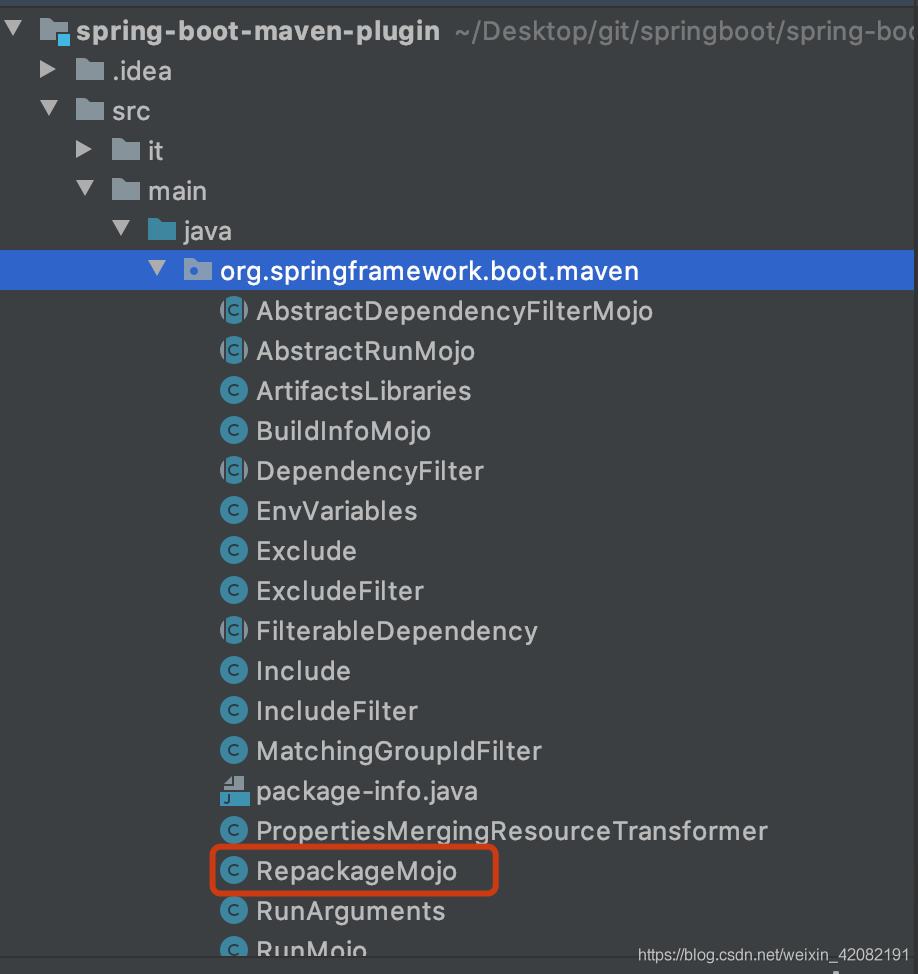 spring-boot-maven-plugin ~/Desktop/git/springboot/spring-boo
.idea
src
it
main
java
org.springframework.boot.maven
AbstractDependencyFilterMojo
AbstractRunMojo
ArtifactsLibraries
BuildInfoMojo
DependencyFilter
EnvVariables
Exclude
ExcludeFilter
FilterableDependency
Include
IncludeFilter
MatchingGroupIdFilter
package-info.java
PropertiesMergingResourceTransformer
RepackageMojo
RunArguments
RunMojo
https://blog.csdn.net/weixin_42082191